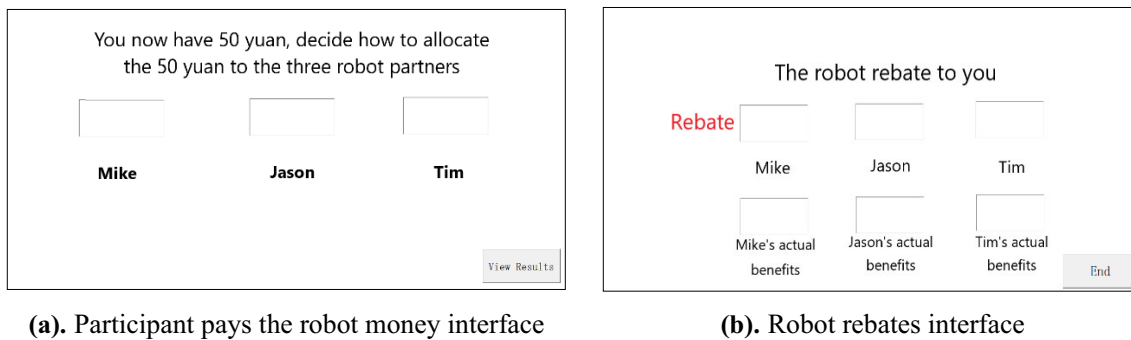 You now have 50 yuan, decide how to allocate
the 50 yuan to the three robot partners
Mike Jason Tim
View Results
(a). Participant pays the robot money interface
The robot rebate to you
Rebate
Mike Jason Tim
Mike's actual benefits
Jason's actual benefits
Tim's actual benefits
End
(b). Robot rebates interface